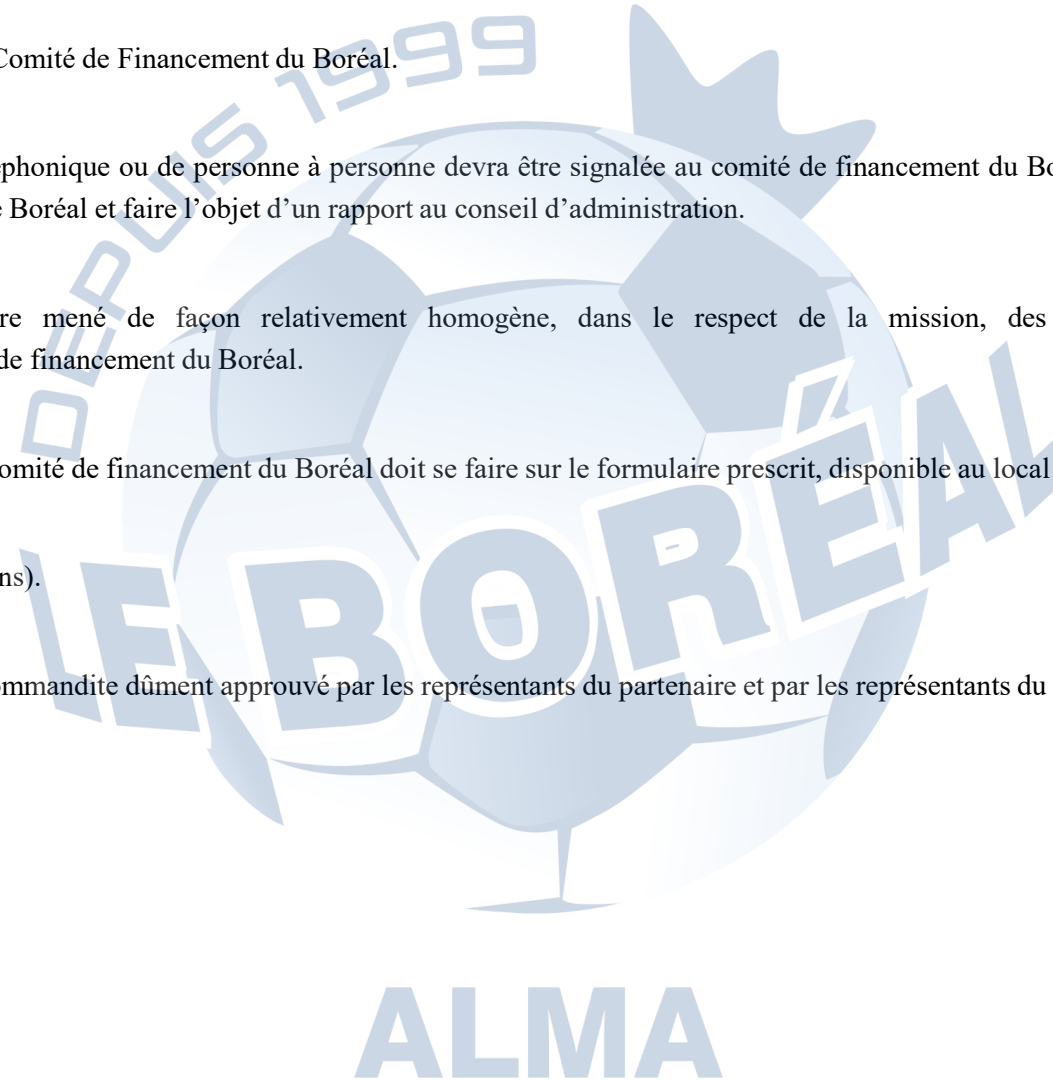 DEPUIS 1999
Comité de Financement du Boréal.
éphonique ou de personne à personne devra être signalée au comité de financement du Bo
e Boréal et faire l’objet d’un rapport au conseil d’administration.
re mené de façon relativement homogène, dans le respect de la mission, des
de financement du Boréal.
omité de financement du Boréal doit se faire sur le formulaire prescrit, disponible au local
ns).
ommandite dûment approuvé par les représentants du partenaire et par les représentants du
LE BORÉAL
ALMA